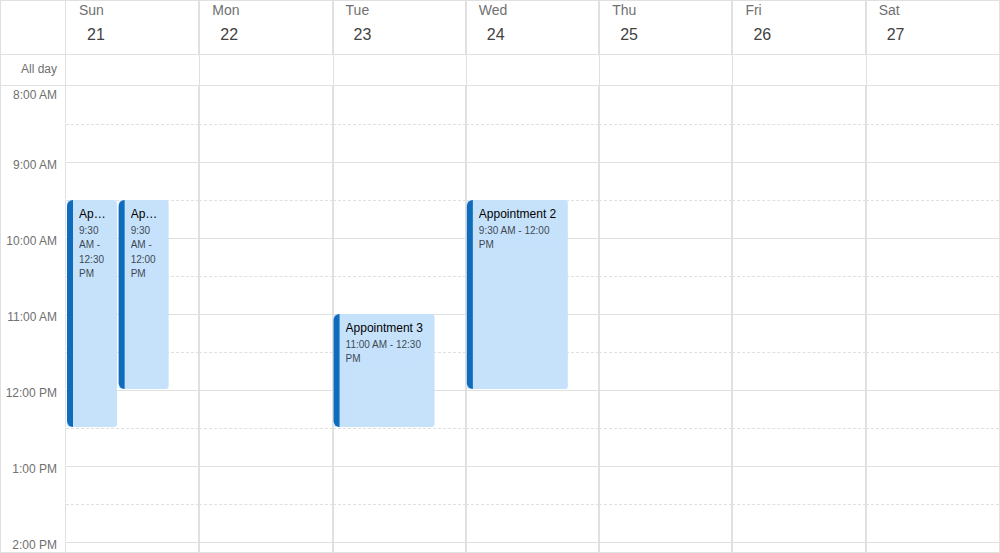 Sun
21
Mon
22
Tue
23
Wed
24
Thu
25
Fri
26
Sat
27
All day
8:00 AM
9:00 AM
10:00 AM
11:00 AM
12:00 PM
1:00 PM
2:00 PM
Ap…
9:30
AM -
12:30
PM
Ap…
9:30
AM -
12:00
PM
Appointment 3
11:00 AM - 12:30
PM
Appointment 2
9:30 AM - 12:00
PM